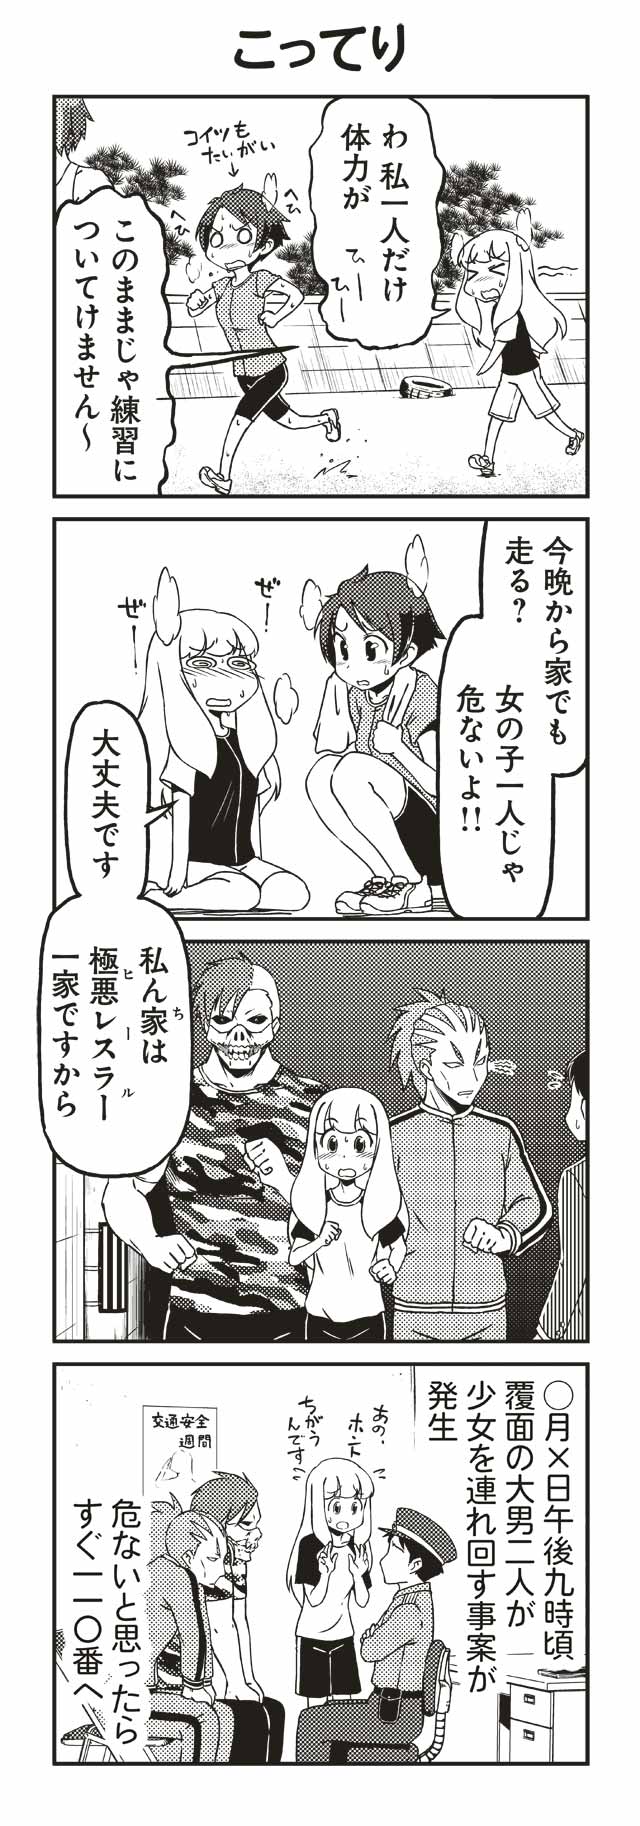 こってり
わ 私一人だけ
体力が
ひー
ひー
コイツも
たいがい
へひ
へひ
このままじゃ練習に
ついてけません～
今晩から家でも
走る？
女の子一人じゃ
危ないよ!!
ぜー！
ぜー！
大丈夫です
私ん家は
ち
極悪レスラー
ヒール
一家ですから
○月×日午後九時頃
覆面の大男二人が
少女を連れ回す事案が
発生
あの、
ホント
ちがう
んです
交通安全
週間
危ないと思ったら
すぐ一一〇番へ